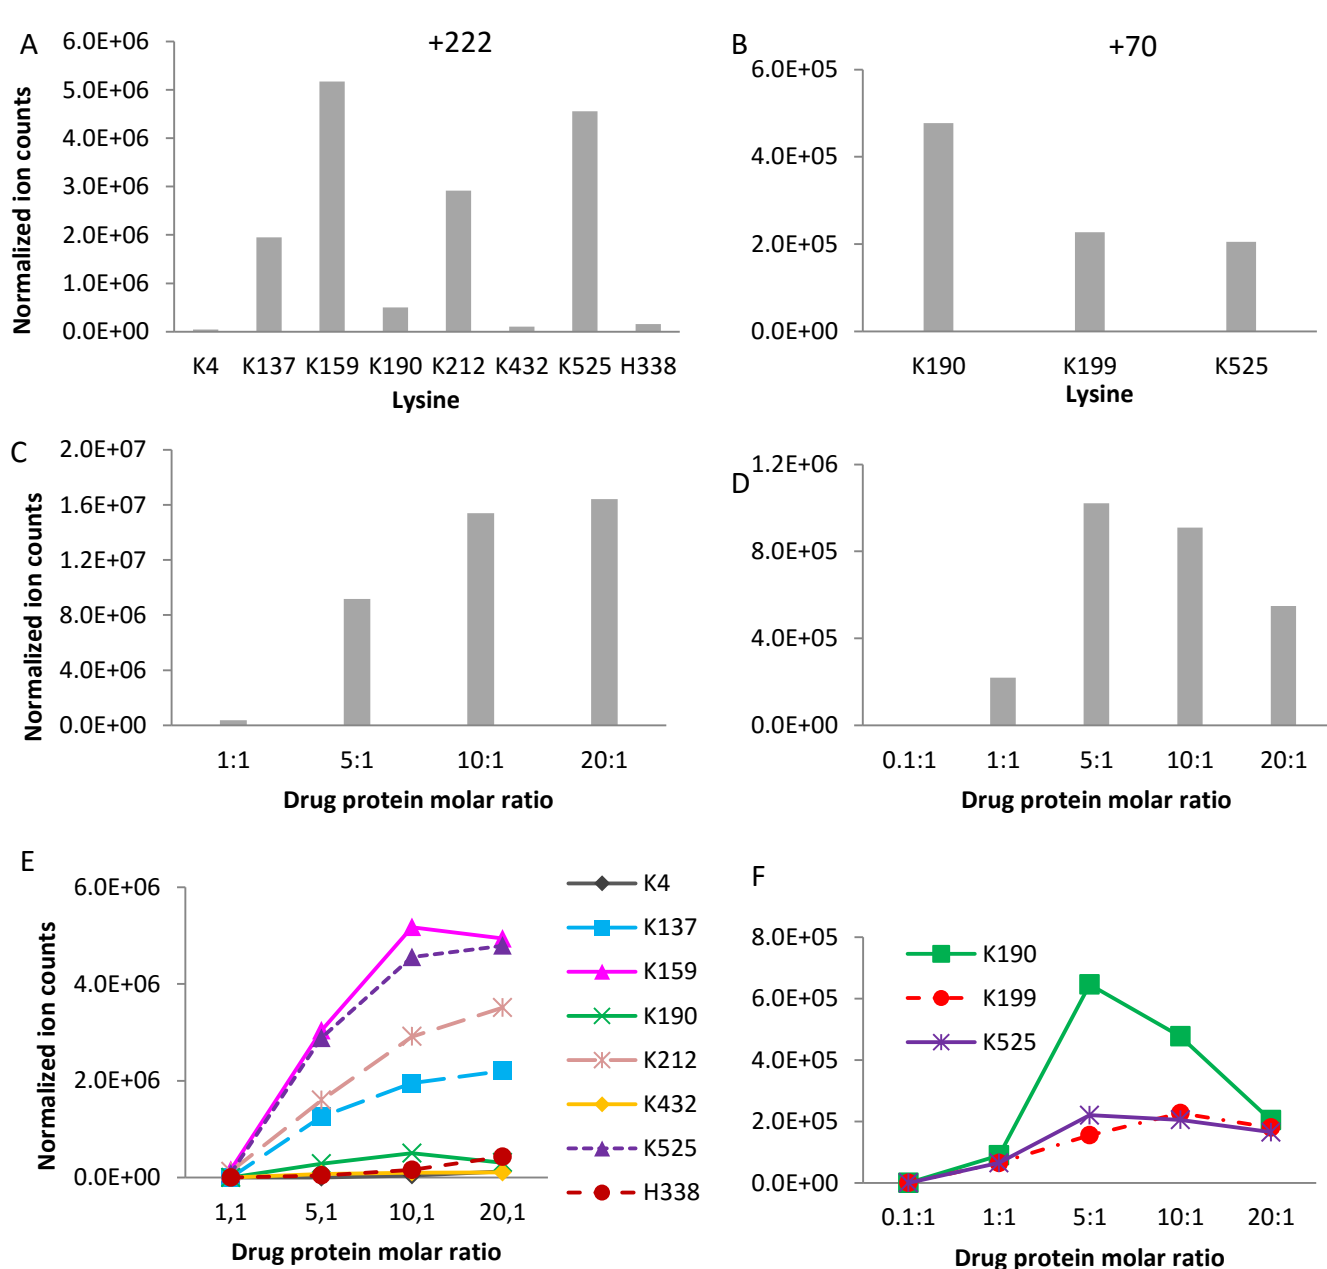 A
+222
6.0E+06
5.0E+06
4.0E+06
3.0E+06
2.0E+06
1.0E+06
0.0E+00
Normalized ion counts
K4 K137 K159 K190 K212 K432 K525 H338
Lysine
B
+70
6.0E+05
4.0E+05
2.0E+05
0.0E+00
K190 K199 K525
Lysine
C
2.0E+07
1.6E+07
1.2E+07
8.0E+06
4.0E+06
0.0E+00
Normalized ion counts
1:1 5:1 10:1 20:1
Drug protein molar ratio
D
1.2E+06
8.0E+05
4.0E+05
0.0E+00
0.1:1 1:1 5:1 10:1 20:1
Drug protein molar ratio
E
6.0E+06
4.0E+06
2.0E+06
0.0E+00
Normalized ion counts
1,1 5,1 10,1 20,1
Drug protein molar ratio
K4
K137
K159
K190
K212
K432
K525
H338
F
8.0E+05
6.0E+05
4.0E+05
2.0E+05
0.0E+00
K190
K199
K525
0.1:1 1:1 5:1 10:1 20:1
Drug protein molar ratio